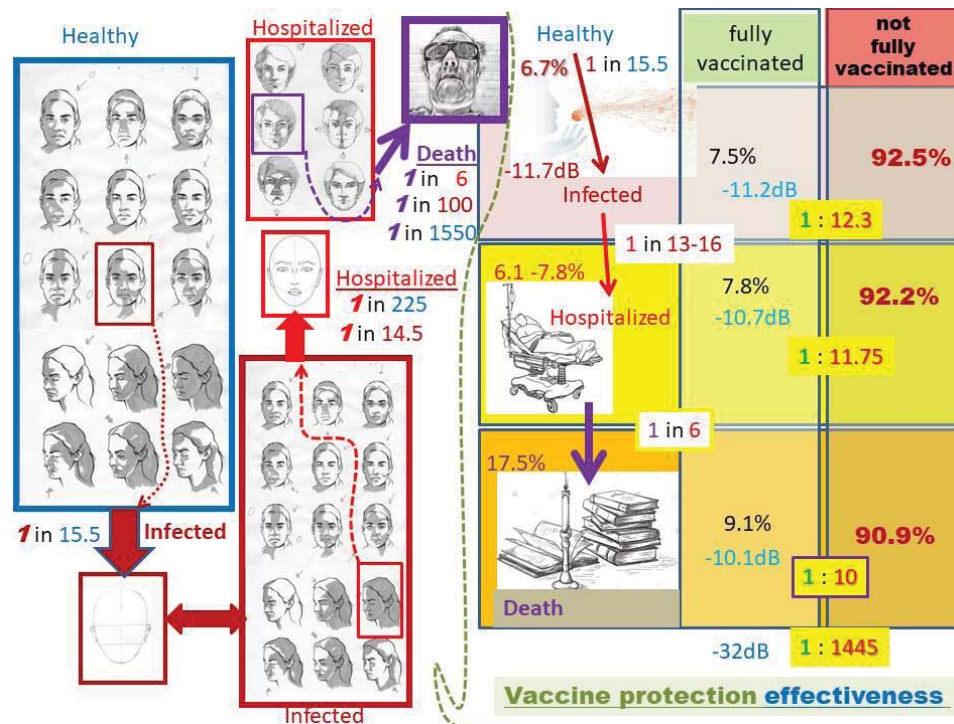 Healthy
1 in 15.5
Infected
Hospitalized
Death
1 in 6
1 in 100
1 in 1550
Hospitalized
1 in 225
1 in 14.5
Infected
Healthy
6.7%
1 in 15.5
-11.7dB
Infected
1 in 13-16
6.1 -7.8%
Hospitalized
1 in 6
17.5%
Death
fully
vaccinated
not
fully
vaccinated
7.5%
-11.2dB
92.5%
1 : 12.3
7.8%
-10.7dB
92.2%
1 : 11.75
9.1%
-10.1dB
90.9%
1 : 10
-32dB
1 : 1445
Vaccine protection effectiveness